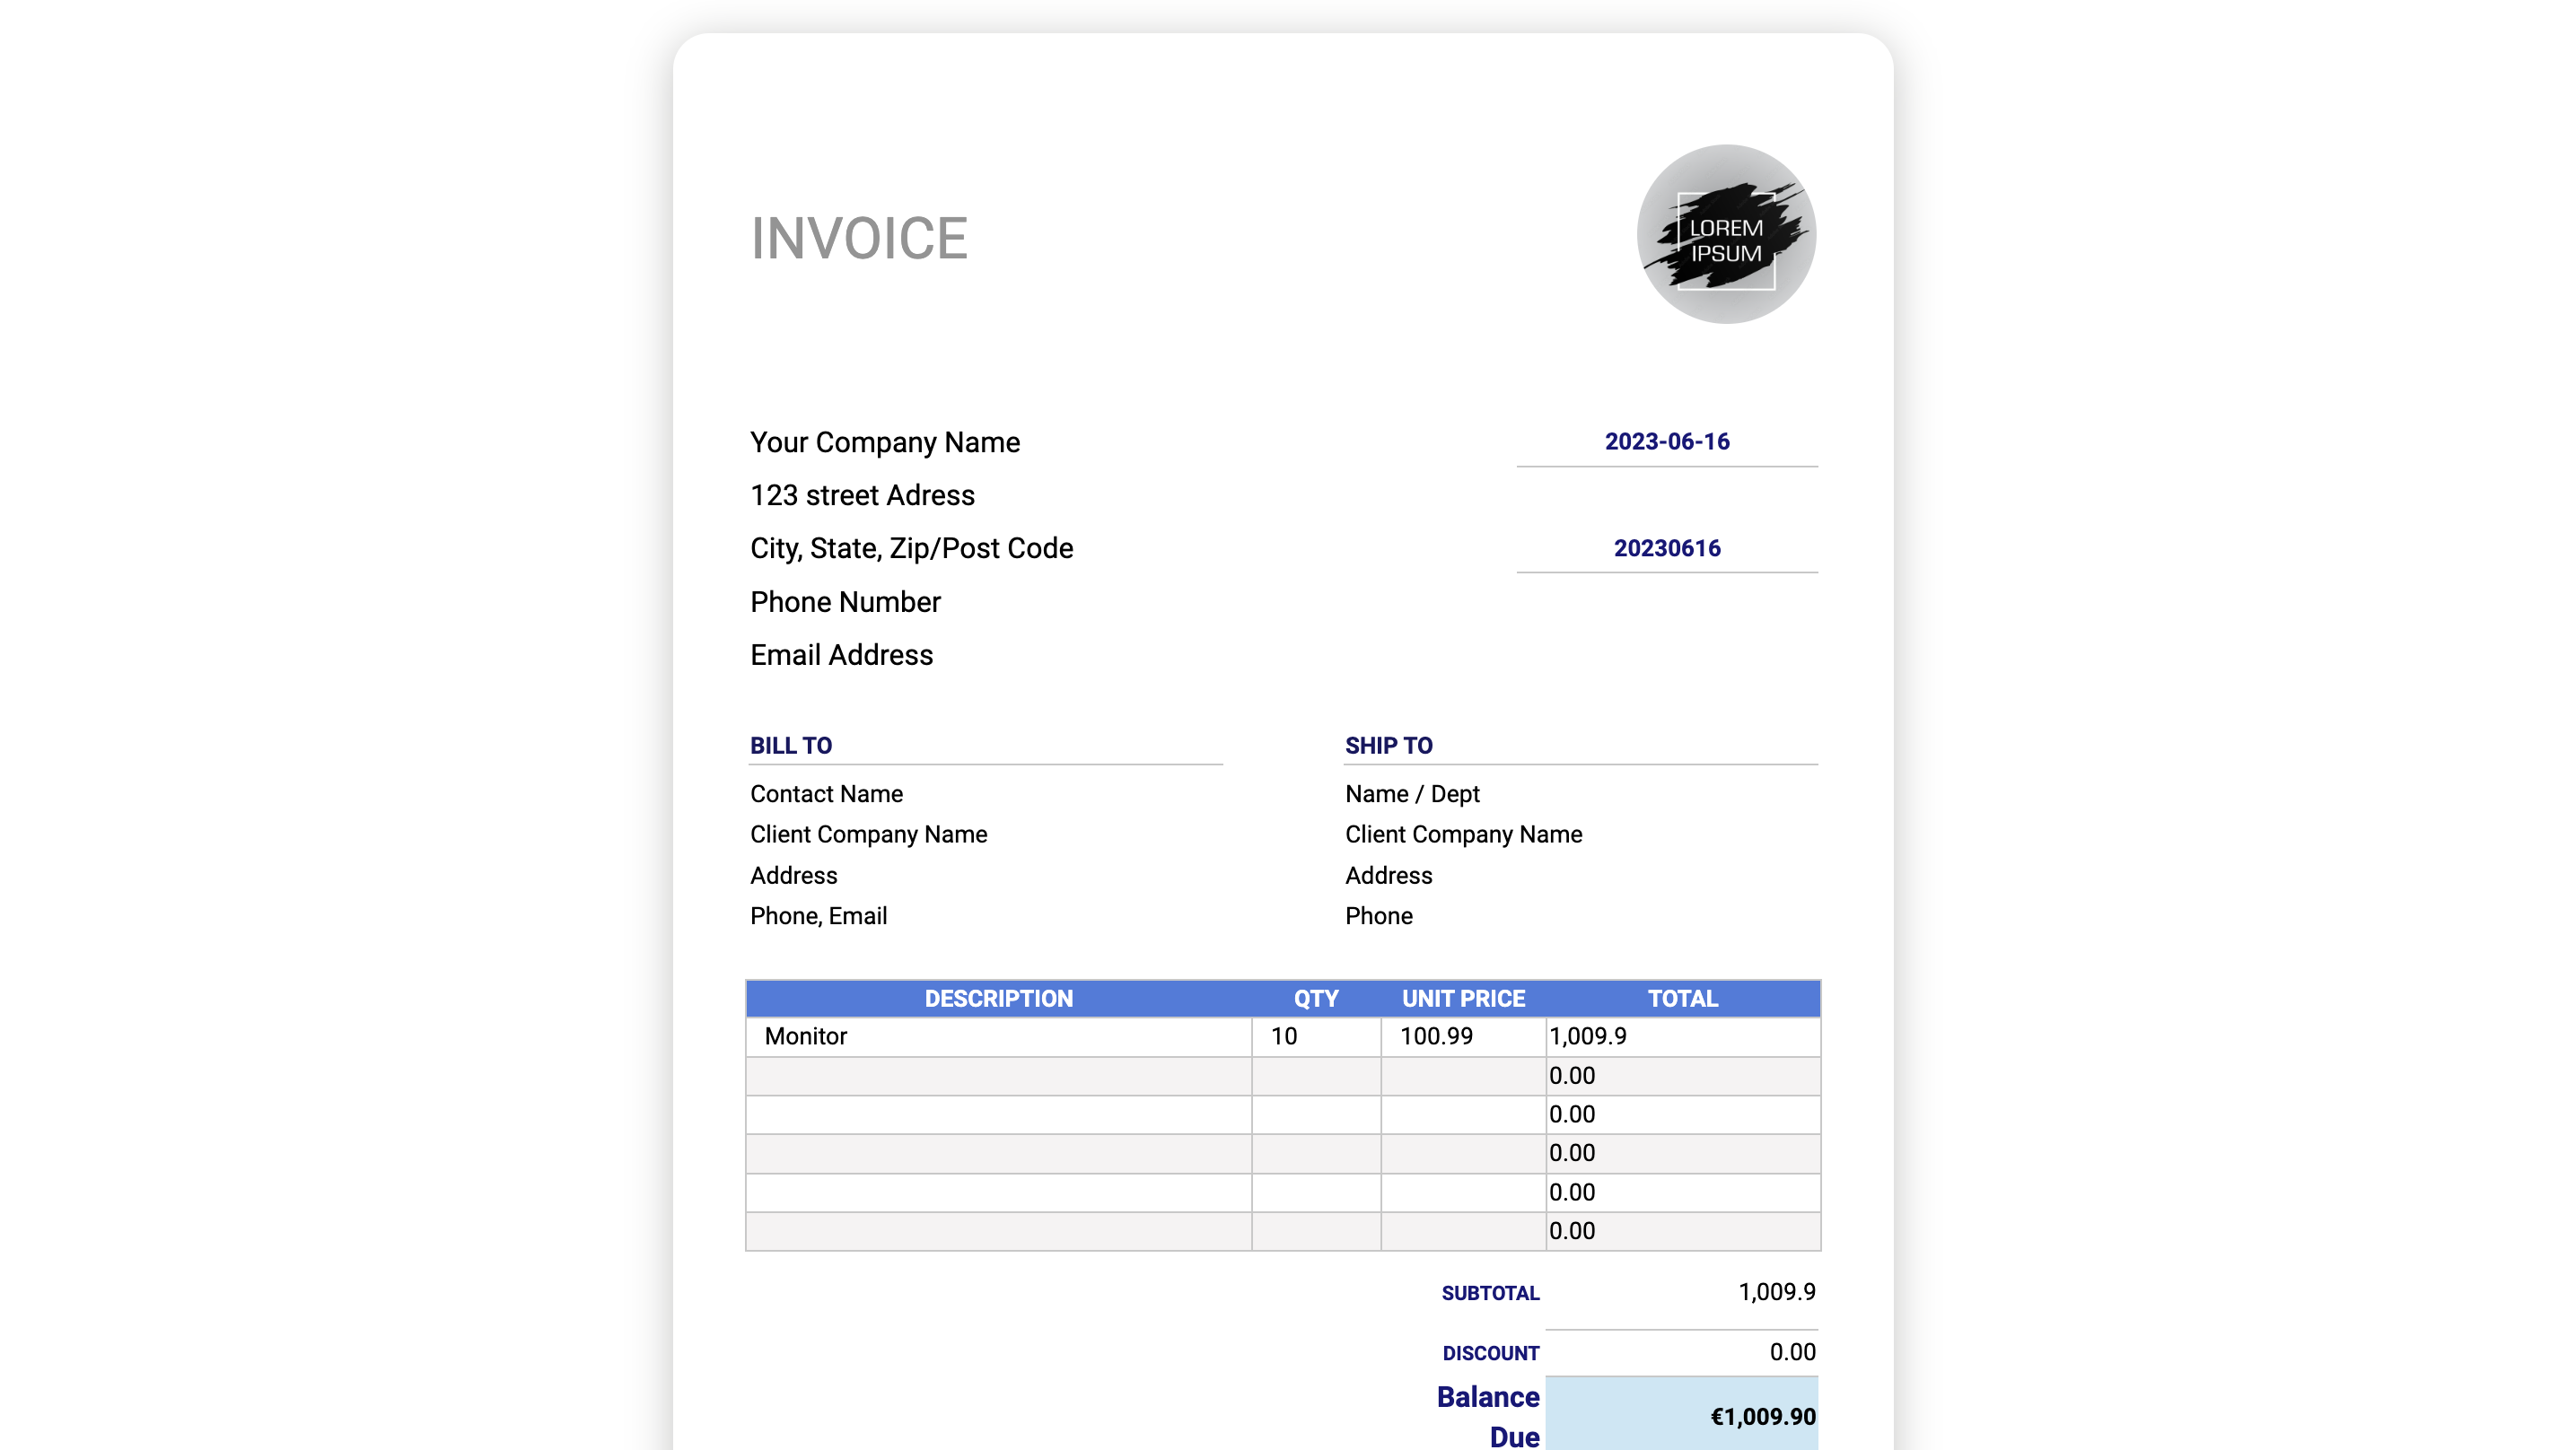 INVOICE
LOREM
IPSUM
Your Company Name
2023-06-16
123 street Adress
City, State, Zip/Post Code
20230616
Phone Number
Email Address
BILL TO
SHIP TO
Contact Name
Name / Dept
Client Company Name
Client Company Name
Address
Address
Phone, Email
Phone
DESCRIPTION QTY UNIT PRICE TOTAL
Monitor 10 100.99 1,009.9
0.00
0.00
0.00
0.00
0.00
SUBTOTAL 1,009.9
DISCOUNT 0.00
Balance
Due
€1,009.90